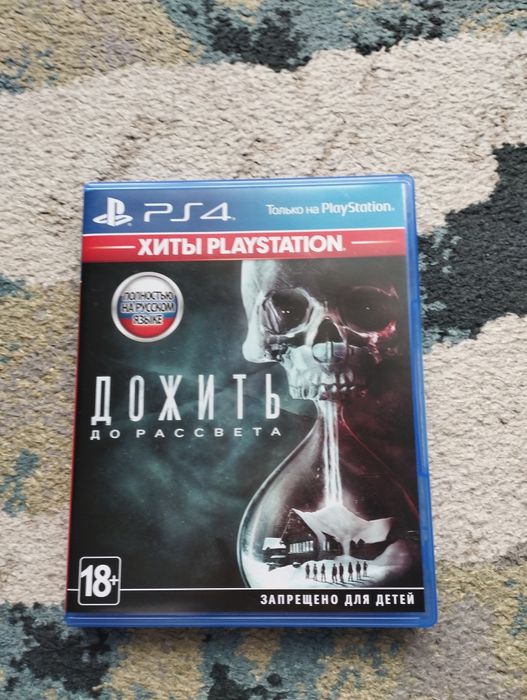 PS4
Только на PlayStation
ХИТЫ PLAYSTATION
ПОЛНОСТЬЮ
НА РУССКОМ
ЯЗЫКЕ
ДОЖИТЬ
ДО РАССВЕТА
18+
ЗАПРЕЩЕНО ДЛЯ ДЕТЕЙ